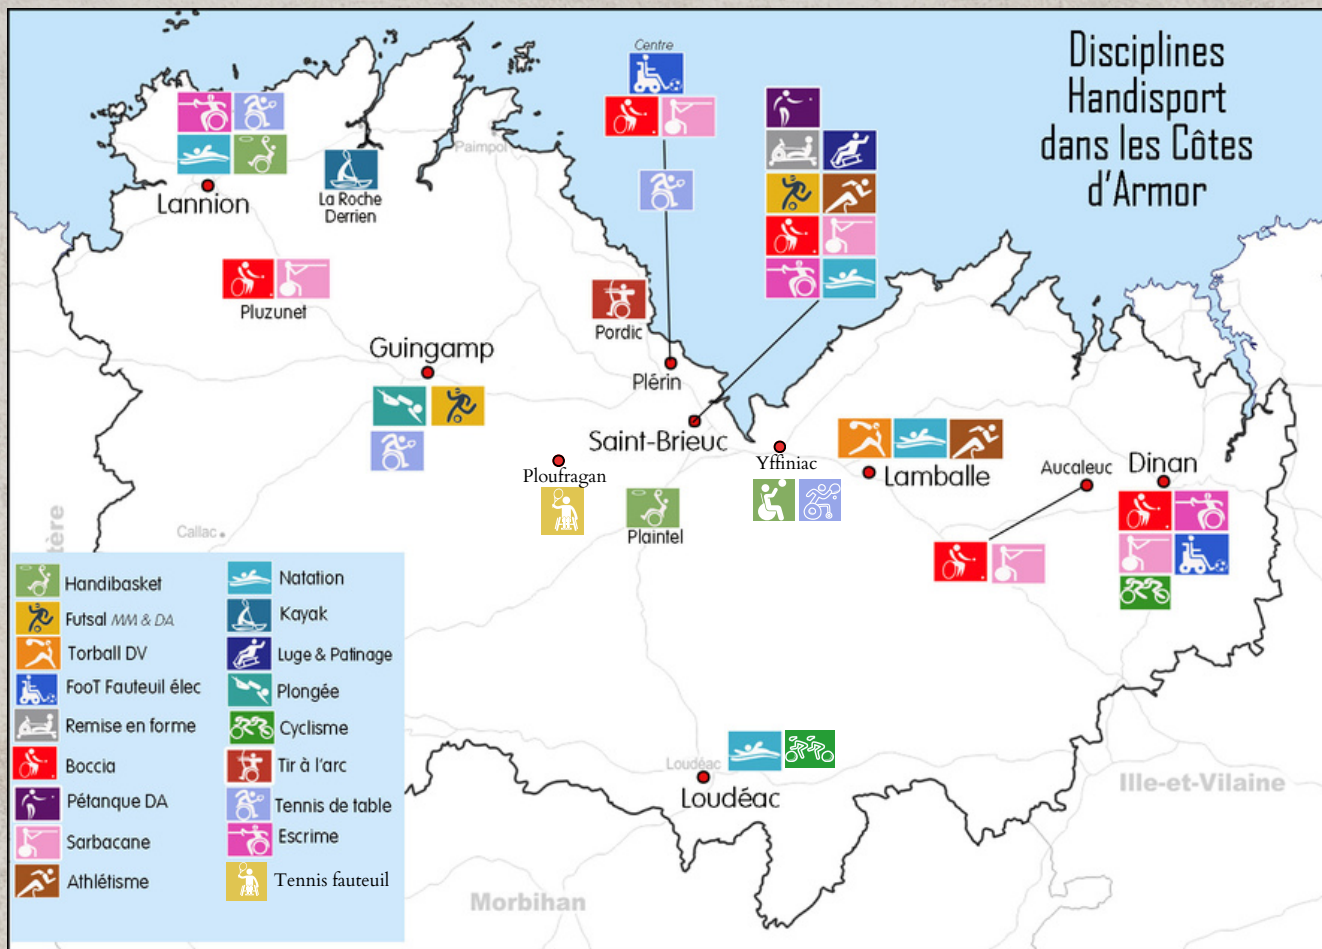 Disciplines
Handisport
dans les Côtes
d'Armor
Centre
Paimpol
Lannion
La Roche
Derrien
Pluzunet
Pordic
Guingamp
Plérin
Saint-Brieuc
Yffiniac
Ploufragan
Lamballe
Aucaleuc
Dinan
Plaintel
Callac
tère
Handibasket
Futsal MM & DA
Torball DV
FooT Fauteuil élec
Remise en forme
Boccia
Pétanque DA
Sarbacane
Athlétisme
Natation
Kayak
Luge & Patinage
Plongée
Cyclisme
Tir à l'arc
Tennis de table
Escrime
Tennis fauteuil
Loudéac
Loudéac
Ille-et-Vilaine
Morbihan